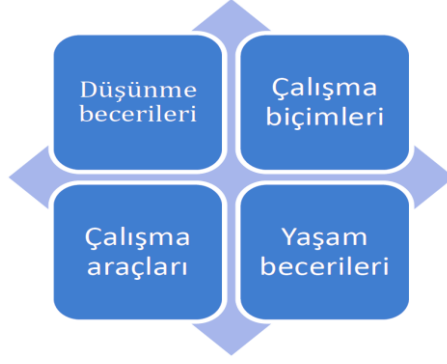 Düşünme
becerileri
Çalışma
biçimleri
Çalışma
araçları
Yaşam
becerileri